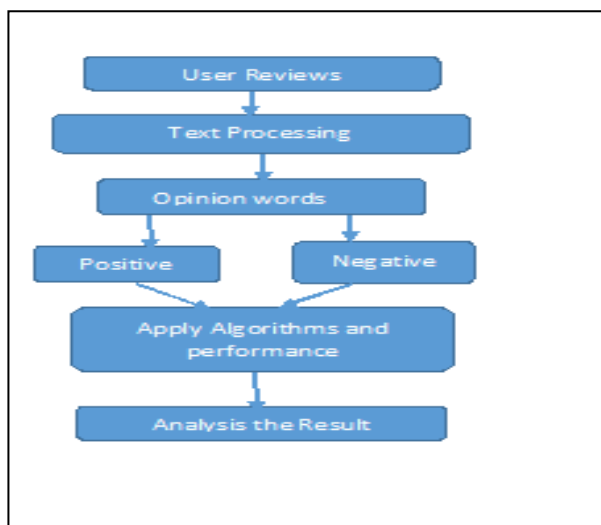 User Reviews
Text Processing
Opinion words
Positive
Negative
Apply Algorithms and
performance
Analysis the Result